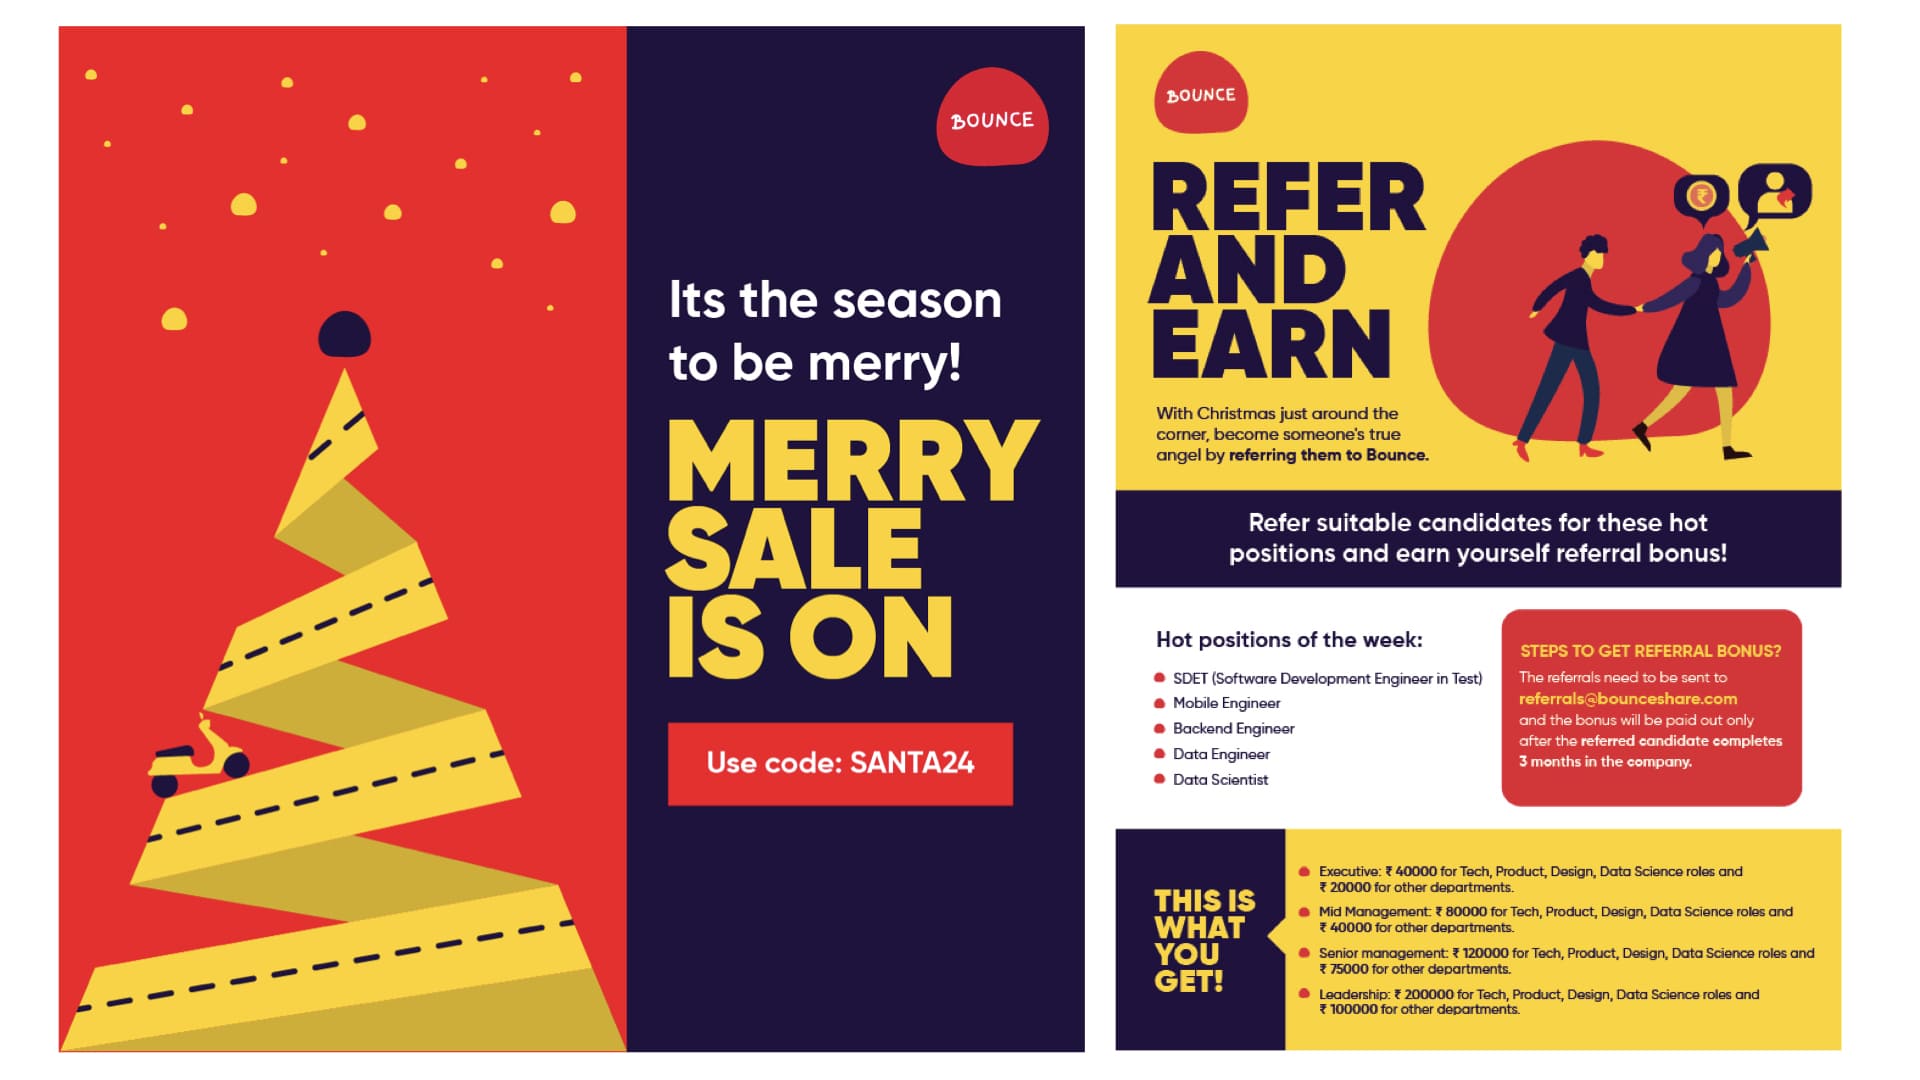 BOUNCE
Its the season
to be merry!
MERRY
SALE
IS ON
Use code: SANTA24
BOUNCE
REFER
AND
EARN
With Christmas just around the
corner, become someone's true
angel by referring them to Bounce.
Refer suitable candidates for these hot
positions and earn yourself referral bonus!
Hot positions of the week:
SDET (Software Development Engineer in Test)
Mobile Engineer
Backend Engineer
Data Engineer
Data Scientist
STEPS TO GET REFERRAL BONUS?
The referrals need to be sent to
referrals@bounceshare.com
and the bonus will be paid out only
after the referred candidate completes
3 months in the company.
THIS IS
WHAT
YOU
GET!
Executive: ₹ 40000 for Tech, Product, Design, Data Science roles and
₹ 20000 for other departments.
Mid Management: ₹ 80000 for Tech, Product, Design, Data Science roles and
₹ 40000 for other departments.
Senior management: ₹ 120000 for Tech, Product, Design, Data Science roles and
₹ 75000 for other departments.
Leadership: ₹ 200000 for Tech, Product, Design, Data Science roles and
₹ 100000 for other departments.